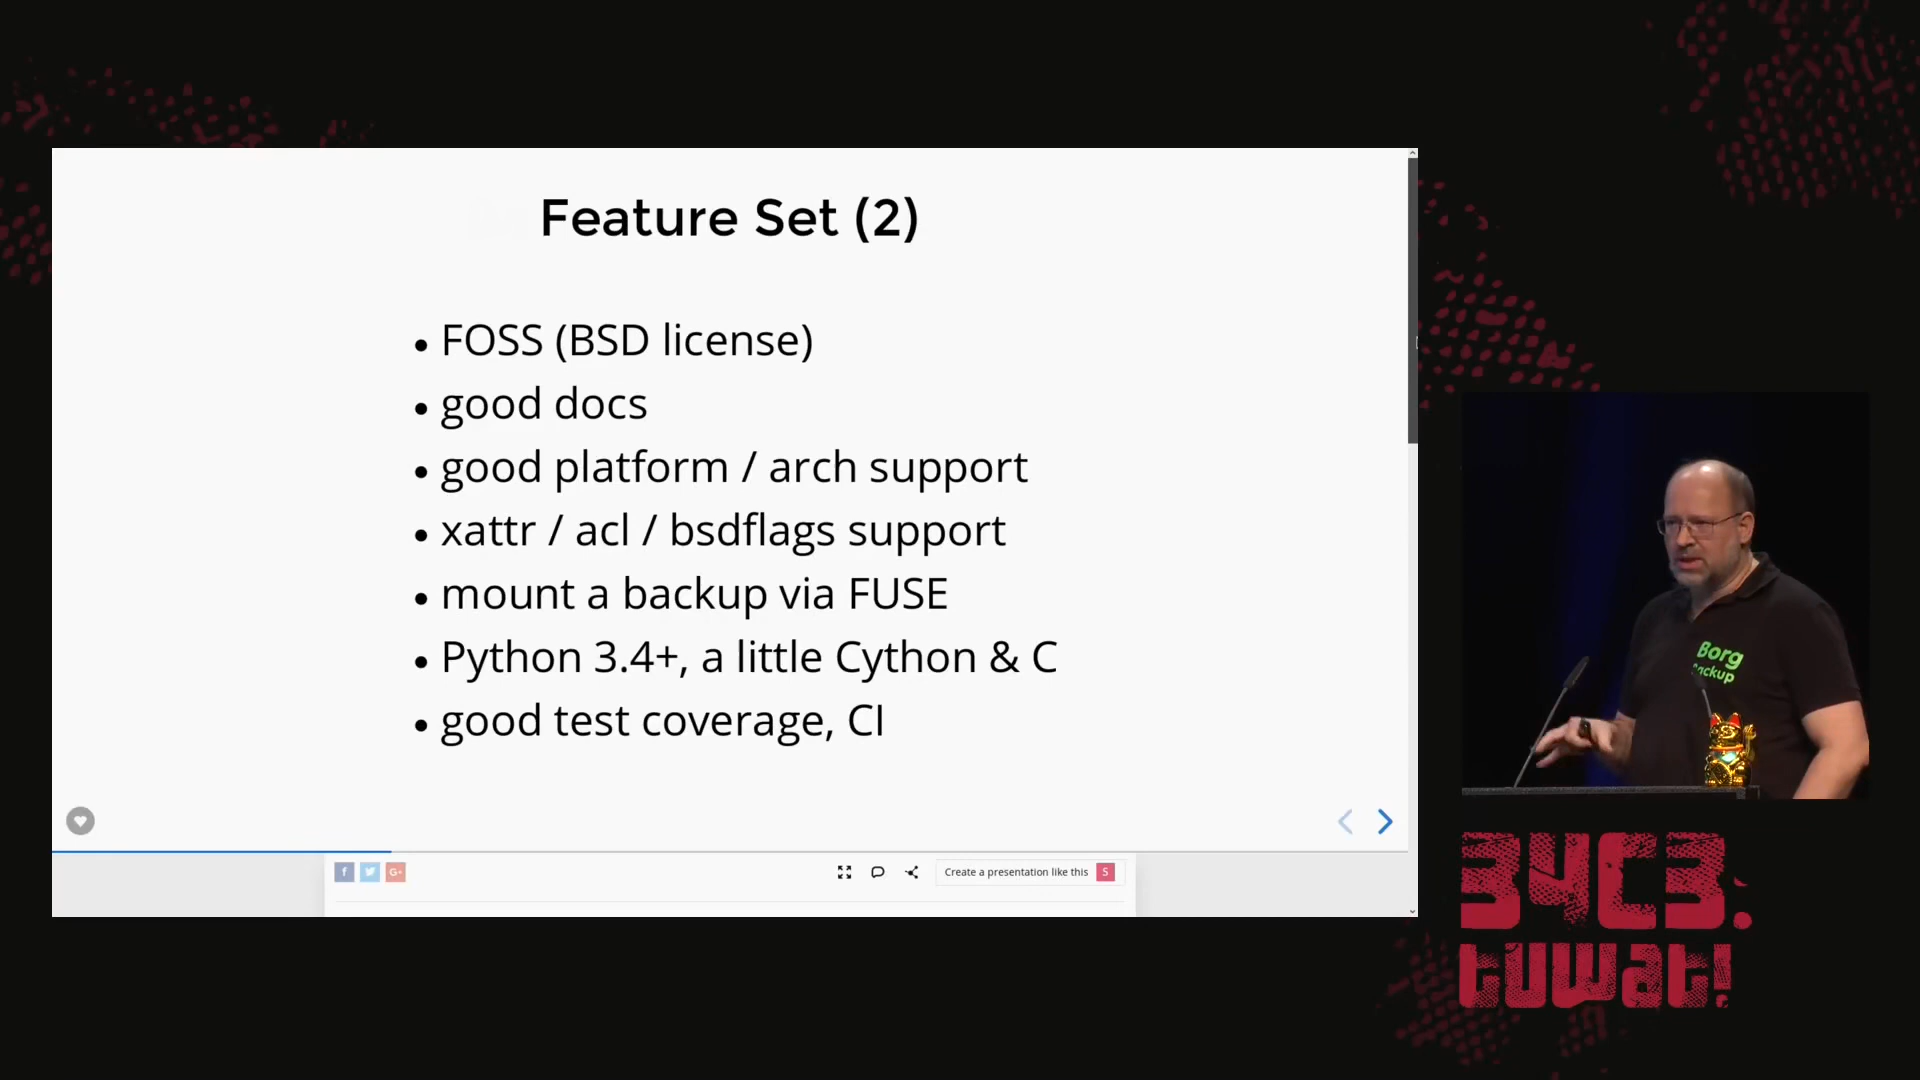 Feature Set (2)
• FOSS (BSD license)
• good docs
• good platform / arch support
• xattr / acl / bsdflags support
• mount a backup via FUSE
• Python 3.4+, a little Cython & C
• good test coverage, CI
f
G+
Create a presentation like this S
Borg
Backup
34C3.
tuwat!